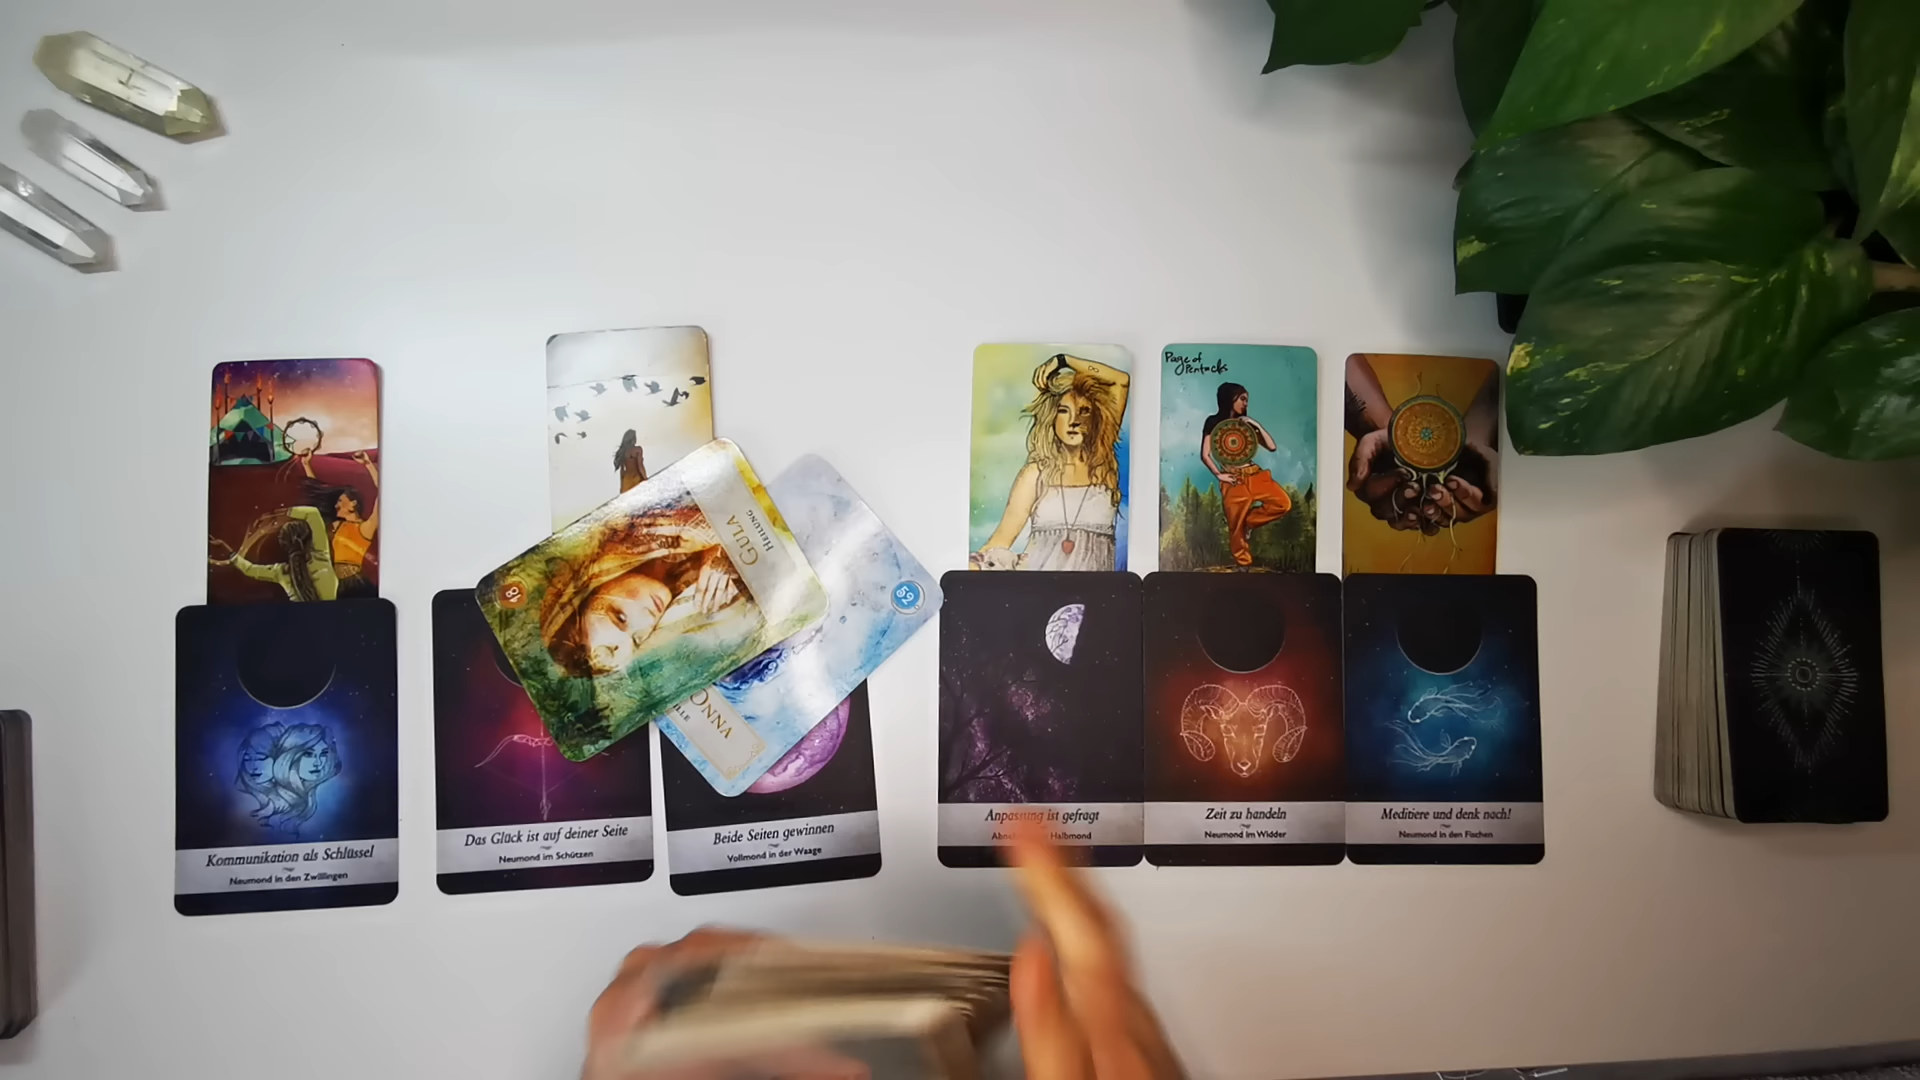 Page of
Pentacles
18
GULA
HEILUNG
52
Kommunikation als Schlüssel
Neumond in den Zwillingen
Das Glück ist auf deiner Seite
Neumond im Schützen
Beide Seiten gewinnen
Vollmond in der Waage
Anpassung ist gefragt
Halbmond
Zeit zu handeln
Neumond im Widder
Meditiere und denk nach!
Neumond in den Fischen